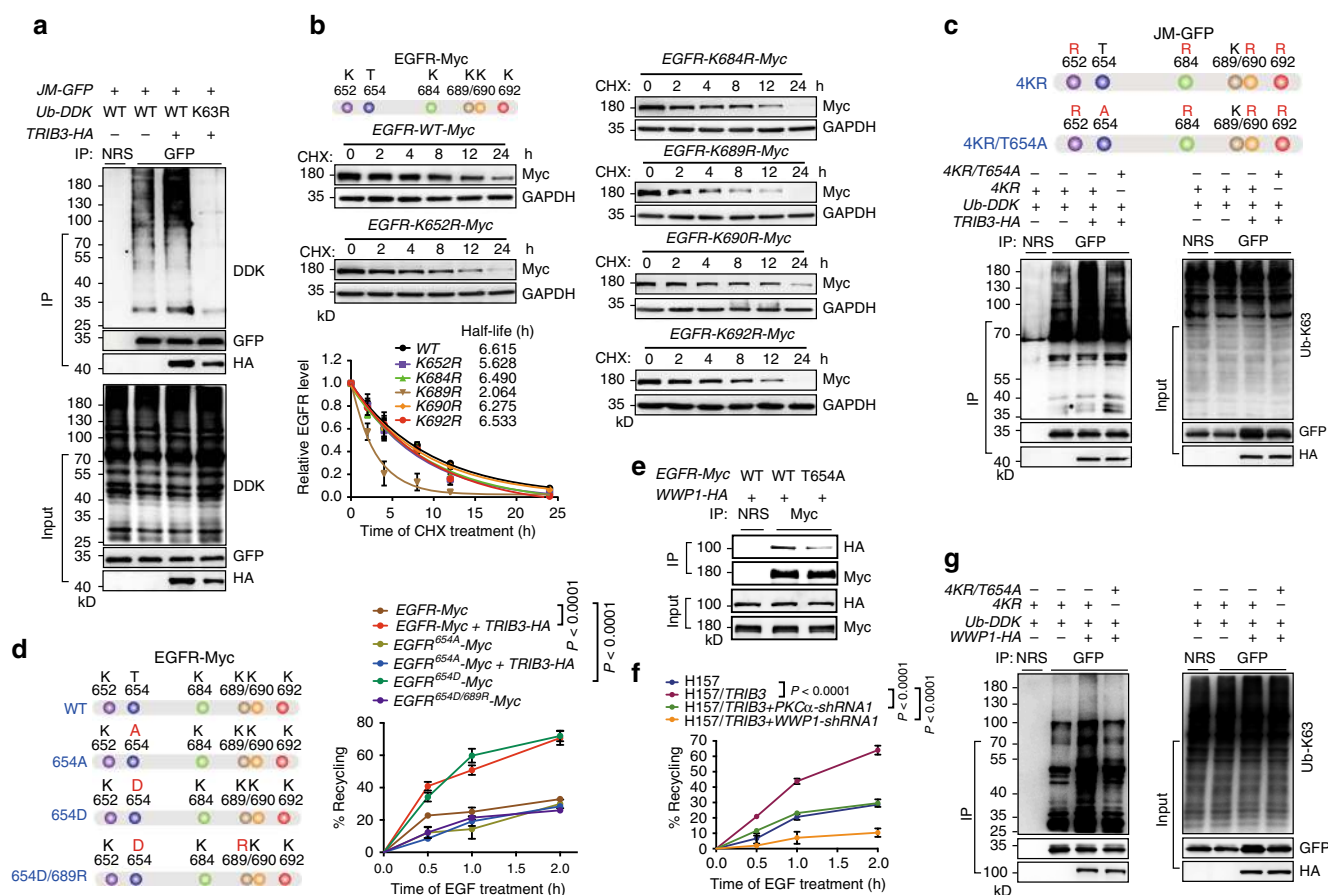 a
JM-GFP + + + +
Ub-DDK WT WT WT K63R
TRIB3-HA – – + +
IP: NRS GFP
180
130
100
70
55
40
35
25
DDK
35 GFP
40 HA
IP
180
130
100
70
55
40
35
25
DDK
35 GFP
40 HA
kD
Input
b
EGFR-Myc
K T K K K K
652 654 684 689/690 692
EGFR-WT-Myc
CHX: 0 2 4 8 12 24 h
180 Myc
35 GAPDH
EGFR-K652R-Myc
CHX: 0 2 4 8 12 24 h
180 Myc
35 GAPDH
kD
EGFR-K684R-Myc
CHX: 0 2 4 8 12 24 h
180 Myc
35 GAPDH
EGFR-K689R-Myc
CHX: 0 2 4 8 12 24 h
180 Myc
35 GAPDH
EGFR-K690R-Myc
CHX: 0 2 4 8 12 24 h
180 Myc
35 GAPDH
EGFR-K692R-Myc
CHX: 0 2 4 8 12 24 h
180 Myc
35 GAPDH
kD
Half-life (h)
WT 6.615
K652R 5.628
K684R 6.490
K689R 2.064
K690R 6.275
K692R 6.533
Relative EGFR level
1.2
1.0
0.8
0.6
0.4
0.2
0
0 5 10 15 20 25
Time of CHX treatment (h)
c
JM-GFP
R T R K R R
652 654 684 689/690 692
4KR
R A R K R R
652 654 684 689/690 692
4KR/T654A
4KR/T654A – – – + – – – +
4KR + + + – + + + –
Ub-DDK + + + + + + + +
TRIB3-HA – – + + – – + +
IP: NRS GFP NRS GFP
180
130
100
70
55
40
35 GFP
40 HA
kD
IP
Input
Ub-K63
d
EGFR-Myc
K T K K K K
652 654 684 689/690 692
WT
K A K K K K
652 654 684 689/690 692
654A
K D K K K K
652 654 684 689/690 692
654D
K D K R K K
652 654 684 689/690 692
654D/689R
EGFR-Myc
EGFR-Myc + TRIB3-HA
EGFR654A-Myc
EGFR654A-Myc + TRIB3-HA
EGFR654D-Myc
EGFR654D/689R-Myc
P < 0.0001
P < 0.0001
% Recycling
80
60
40
20
0
0.0 0.5 1.0 1.5 2.0
Time of EGF treatment (h)
e
EGFR-Myc WT WT T654A
WWP1-HA + + +
IP: NRS Myc
100 HA
180 Myc
100 HA
180 Myc
kD
IP
Input
f
H157
H157/TRIB3
H157/TRIB3+PKCα-shRNA1
H157/TRIB3+WWP1-shRNA1
P < 0.0001
P < 0.0001
P < 0.0001
% Recycling
70
60
50
40
30
20
10
0
0.0 0.5 1.0 1.5 2.0
Time of EGF treatment (h)
g
4KR/T654A – – – + – – – +
4KR + + + – + + + –
Ub-DDK + + + + + + + +
WWP1-HA – – + + – – + +
IP: NRS GFP NRS GFP
180
130
100
70
55
40
35
25
35 GFP
100 HA
kD
IP
Input
Ub-K63